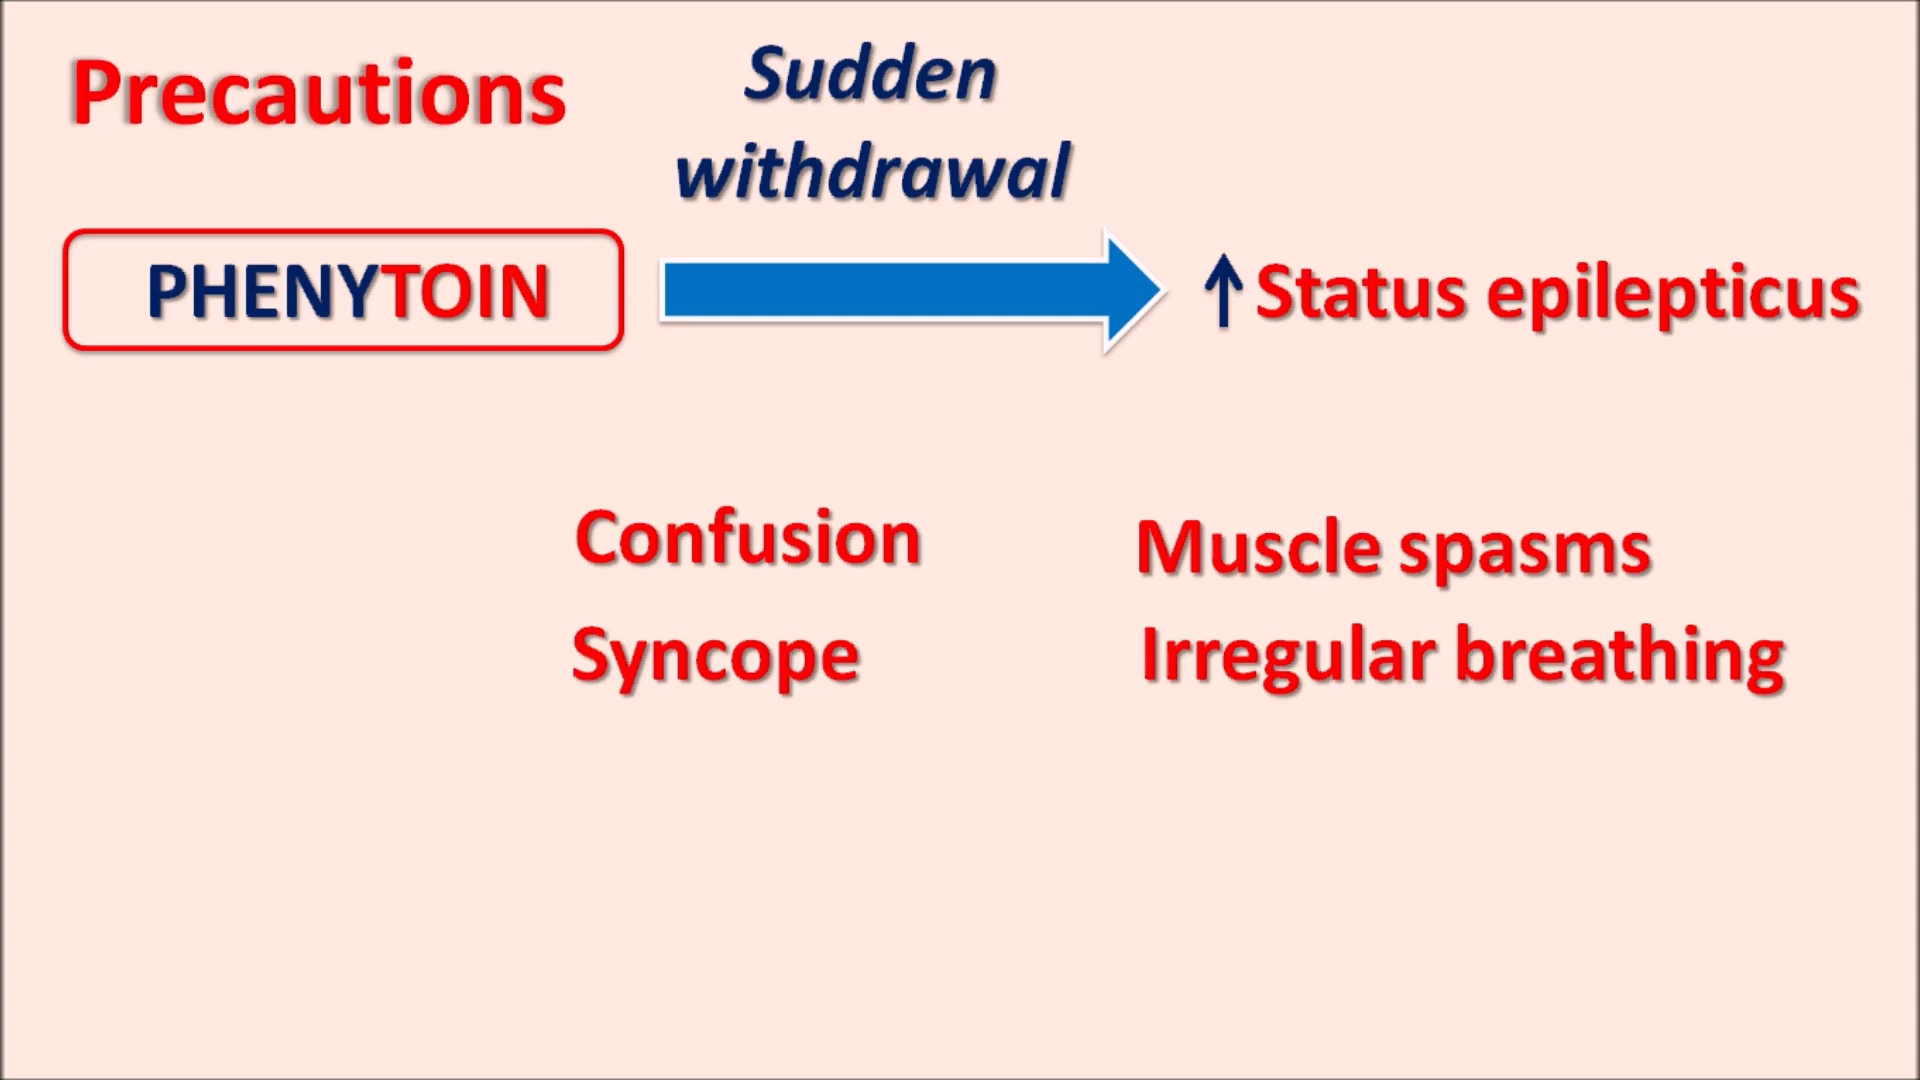 Precautions
Sudden
withdrawal
PHENYTOIN
↑ Status epilepticus
Confusion
Muscle spasms
Syncope
Irregular breathing